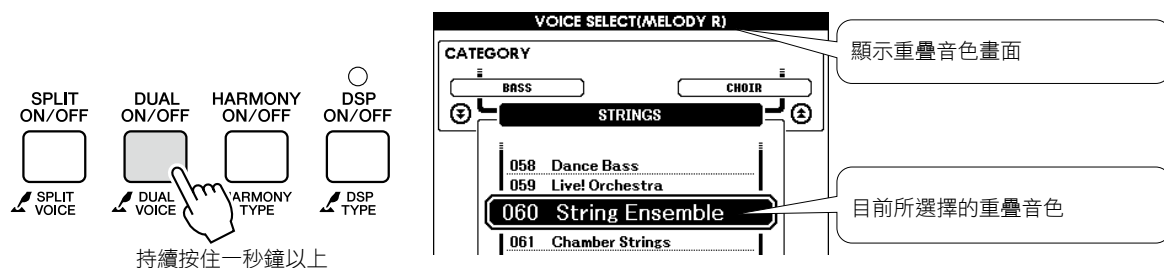 SPLIT
ON/OFF
DUAL
ON/OFF
HARMONY
ON/OFF
DSP
ON/OFF
SPLIT
VOICE
DUAL
VOICE
ARMONY
TYPE
DSP
TYPE
持續按住一秒鐘以上
VOICE SELECT(MELODY R)
CATEGORY
BASS
CHOIR
STRINGS
058 Dance Bass
059 Live! Orchestra
060 String Ensemble
061 Chamber Strings
顯示重疊音色畫面
目前所選擇的重疊音色